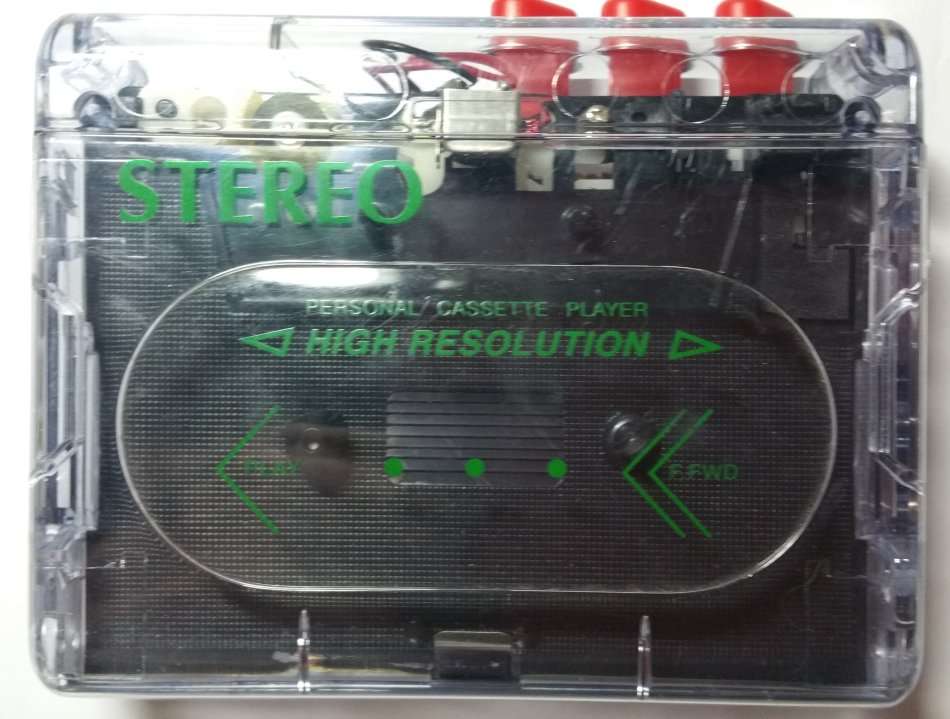 STEREO
PERSONAL CASSETTE PLAYER
HIGH RESOLUTION
PLAY F.FWD